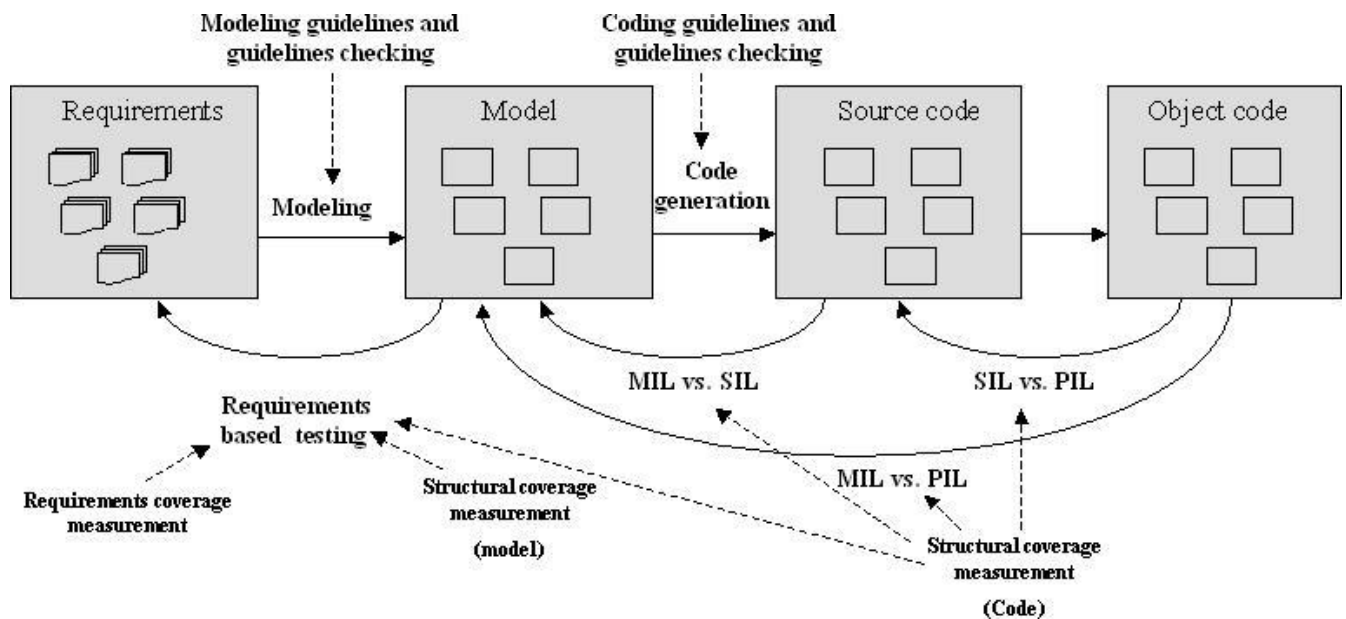 Modeling guidelines and
guidelines checking
Coding guidelines and
guidelines checking
Requirements
Model
Source code
Object code
Modeling
Code
generation
MIL vs. SIL
SIL vs. PIL
Requirements
based testing
MIL vs. PIL
Requirements coverage
measurement
Structural coverage
measurement
(model)
Structural coverage
measurement
(Code)